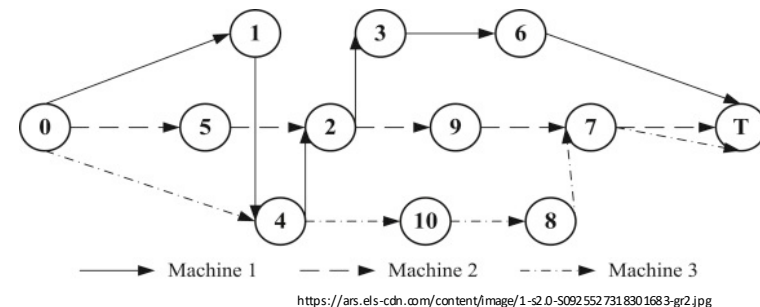 1 3 6
0 5 2 9 7 T
4 10 8
Machine 1 Machine 2 Machine 3
https://ars.els-cdn.com/content/image/1-s2.0-S0925527318301683-gr2.jpg